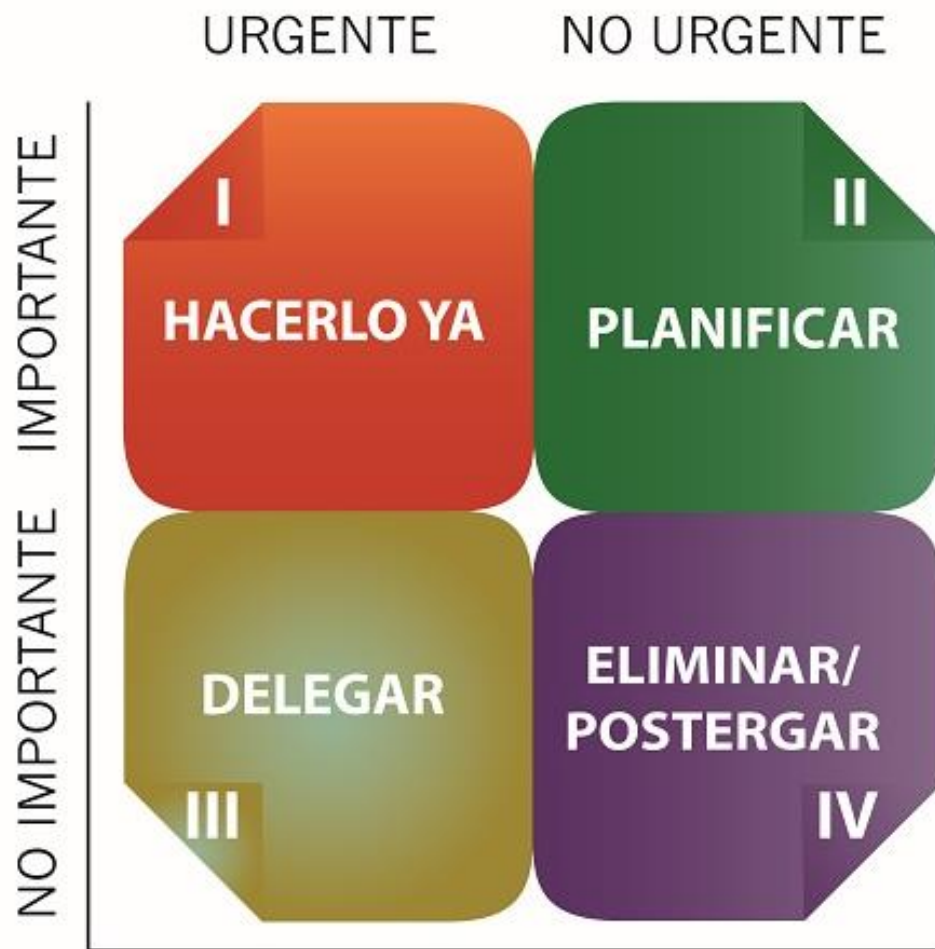 URGENTE NO URGENTE
IMPORTANTE
I
HACERLO YA
II
PLANIFICAR
NO IMPORTANTE
DELEGAR
III
ELIMINAR/
POSTERGAR
IV